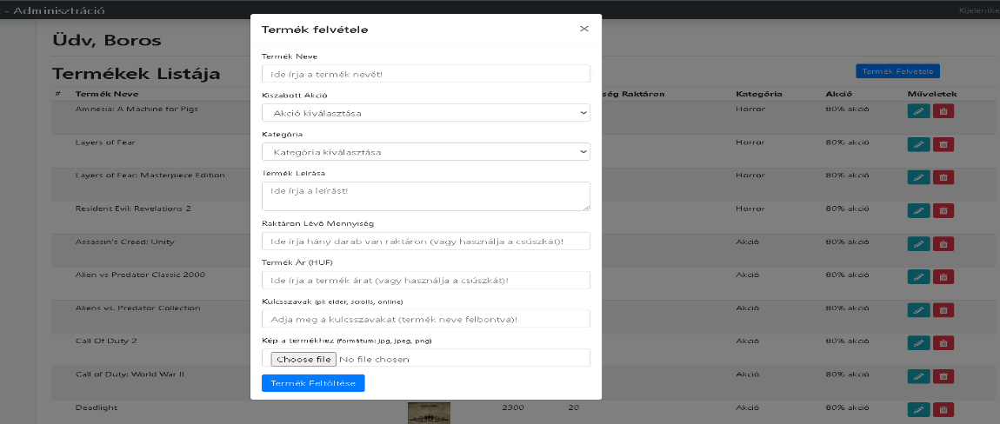 - Adminisztráció
Kijelentke
Üdv, Boros
Termékek Listája
Termék Felvétele
# Termék Neve ség Raktáron Kategória Akció Műveletek
Amnesia: A Machine for Pigs Horror 80% akció
Layers of Fear Horror 80% akció
Layers of Fear: Masterpiece Edition Horror 80% akció
Resident Evil: Revelations 2 Horror 80% akció
Assassin's Creed: Unity Akció 80% akció
Alien vs Predator Classic 2000 Akció 80% akció
Aliens vs. Predator Collection Akció 80% akció
Call Of Duty 2 Akció 80% akció
Call of Duty: World War II Akció 80% akció
Deadlight 2300 20 Akció 80% akció
Termék felvétele ×
Termék Neve
Ide írja a termék nevét!
Kiszabott Akció
Akció kiválasztása
Kategória
Kategória kiválasztása
Termék Leírása
Ide írja a leírást!
Raktáron Lévő Mennyiség
Ide írja hány darab van raktáron (vagy használja a csúszkát)!
Termék Ár (HUF)
Ide írja a termék árat (vagy használja a csúszkát)!
Kulcsszavak (pl: elder, scrolls, online)
Adja meg a kulcsszavakat (termék neve felbontva)!
Kép a termékhez (formátum: jpg, jpeg, png)
Choose file No file chosen
Termék Feltöltése